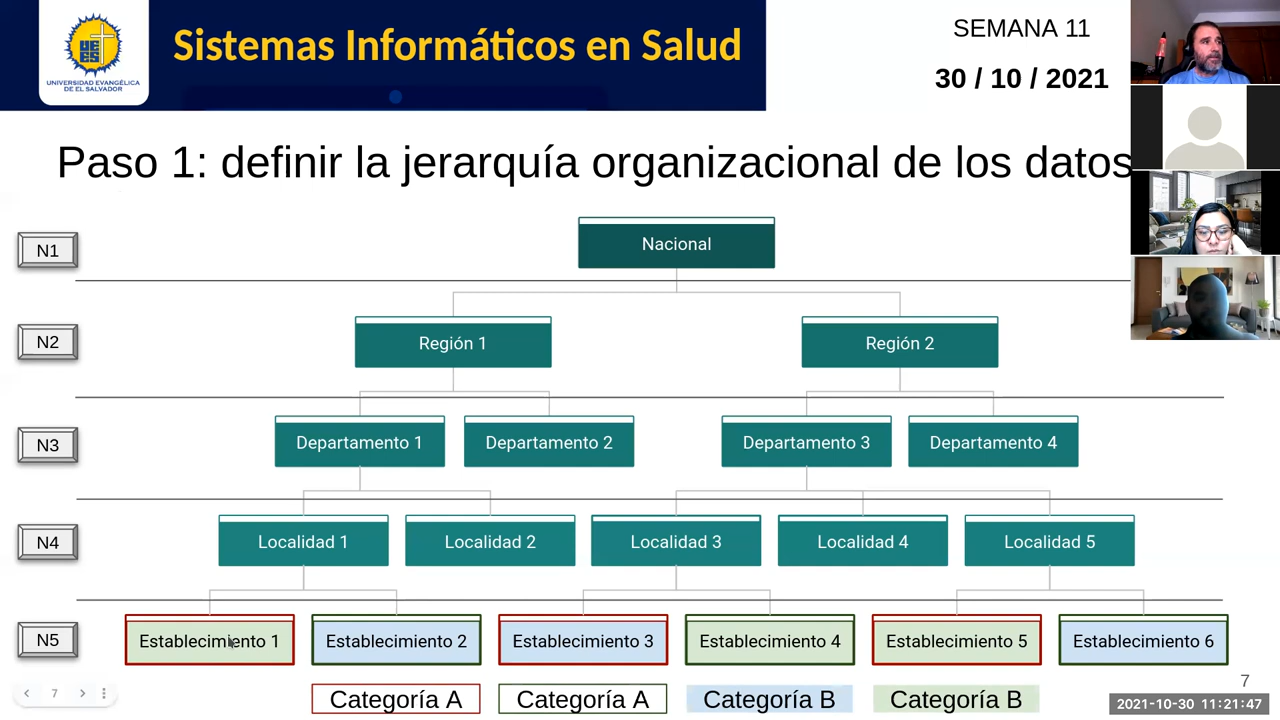 UEES
UNIVERSIDAD EVANGÉLICA
DE EL SALVADOR
Sistemas Informáticos en Salud
SEMANA 11
30 / 10 / 2021
Paso 1: definir la jerarquía organizacional de los datos
N1
Nacional
N2
Región 1
Región 2
N3
Departamento 1
Departamento 2
Departamento 3
Departamento 4
N4
Localidad 1
Localidad 2
Localidad 3
Localidad 4
Localidad 5
N5
Establecimiento 1
Establecimiento 2
Establecimiento 3
Establecimiento 4
Establecimiento 5
Establecimiento 6
Categoría A
Categoría A
Categoría B
Categoría B
7
7
2021-10-30 11:21:47